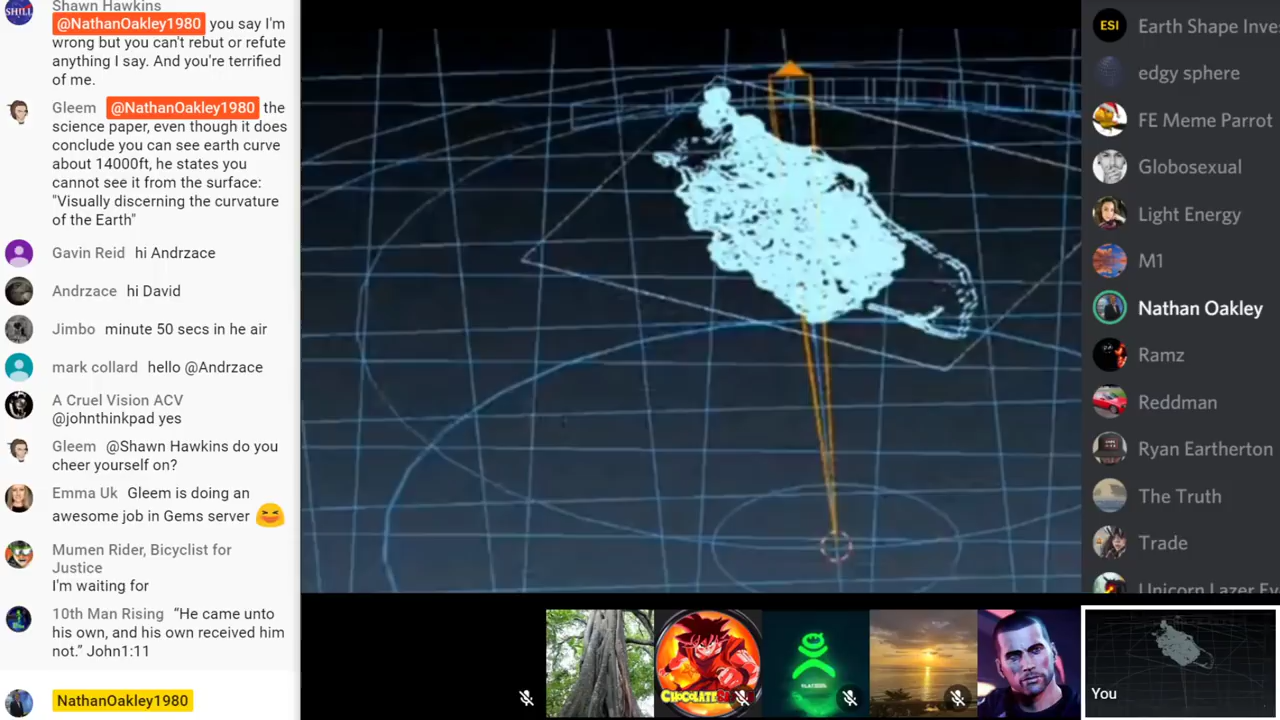 Shawn Hawkins
@NathanOakley1980 you say I'm
wrong but you can't rebut or refute
anything I say. And you're terrified
of me.
Gleem @NathanOakley1980 the
science paper, even though it does
conclude you can see earth curve
about 14000ft, he states you
cannot see it from the surface:
"Visually discerning the curvature
of the Earth"
Gavin Reid hi Andrzace
Andrzace hi David
Jimbo minute 50 secs in he air
mark collard hello @Andrzace
A Cruel Vision ACV
@johnthinkpad yes
Gleem @Shawn Hawkins do you
cheer yourself on?
Emma Uk Gleem is doing an
awesome job in Gems server
Mumen Rider, Bicyclist for
Justice
I'm waiting for
10th Man Rising “He came unto
his own, and his own received him
not.” John1:11
NathanOakley1980
SHILL
ESI Earth Shape Inve
edgy sphere
FE Meme Parrot
Globosexual
Light Energy
M1
Nathan Oakley
Ramz
Reddman
Ryan Eartherton
The Truth
Trade
Unicorn Lazer Ey
You